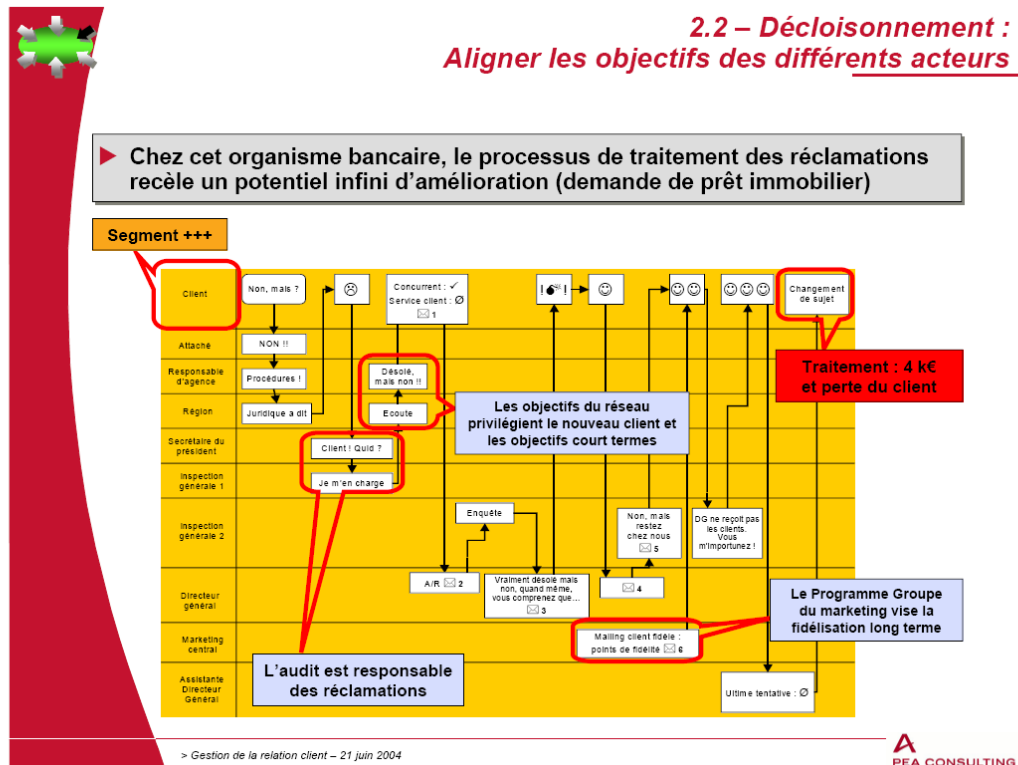 2.2 – Décloisonnement :
Aligner les objectifs des différents acteurs
Chez cet organisme bancaire, le processus de traitement des réclamations
recèle un potentiel infini d'amélioration (demande de prêt immobilier)
Segment +++
Client
Non, mais ?
☹
Concurrent : ✓
Service client : Ø
✉ 1
! 💣 !
☺
☺☺
☺☺☺
Changement
de sujet
Attaché
NON !!
Responsable
d'agence
Procédures !
Désolé,
mais non !!
Traitement : 4 k€
et perte du client
Région
Juridique a dit
Ecoute
Les objectifs du réseau
privilégient le nouveau client et
les objectifs court termes
Secrétaire du
président
Client ! Quid ?
Inspection
générale 1
Je m'en charge
Inspection
générale 2
Enquête
Non, mais
restez
chez nous
✉ 5
DG ne reçoit pas
les clients.
Vous
m'importunez !
Directeur
général
A/R ✉ 2
Vraiment désolé mais
non, quand même,
vous comprenez que…
✉ 3
✉ 4
Le Programme Groupe
du marketing vise la
fidélisation long terme
Marketing
central
Mailing client fidèle :
points de fidélité ✉ 6
L'audit est responsable
des réclamations
Assistante
Directeur
Général
Ultime tentative : Ø
> Gestion de la relation client – 21 juin 2004
PEA CONSULTING